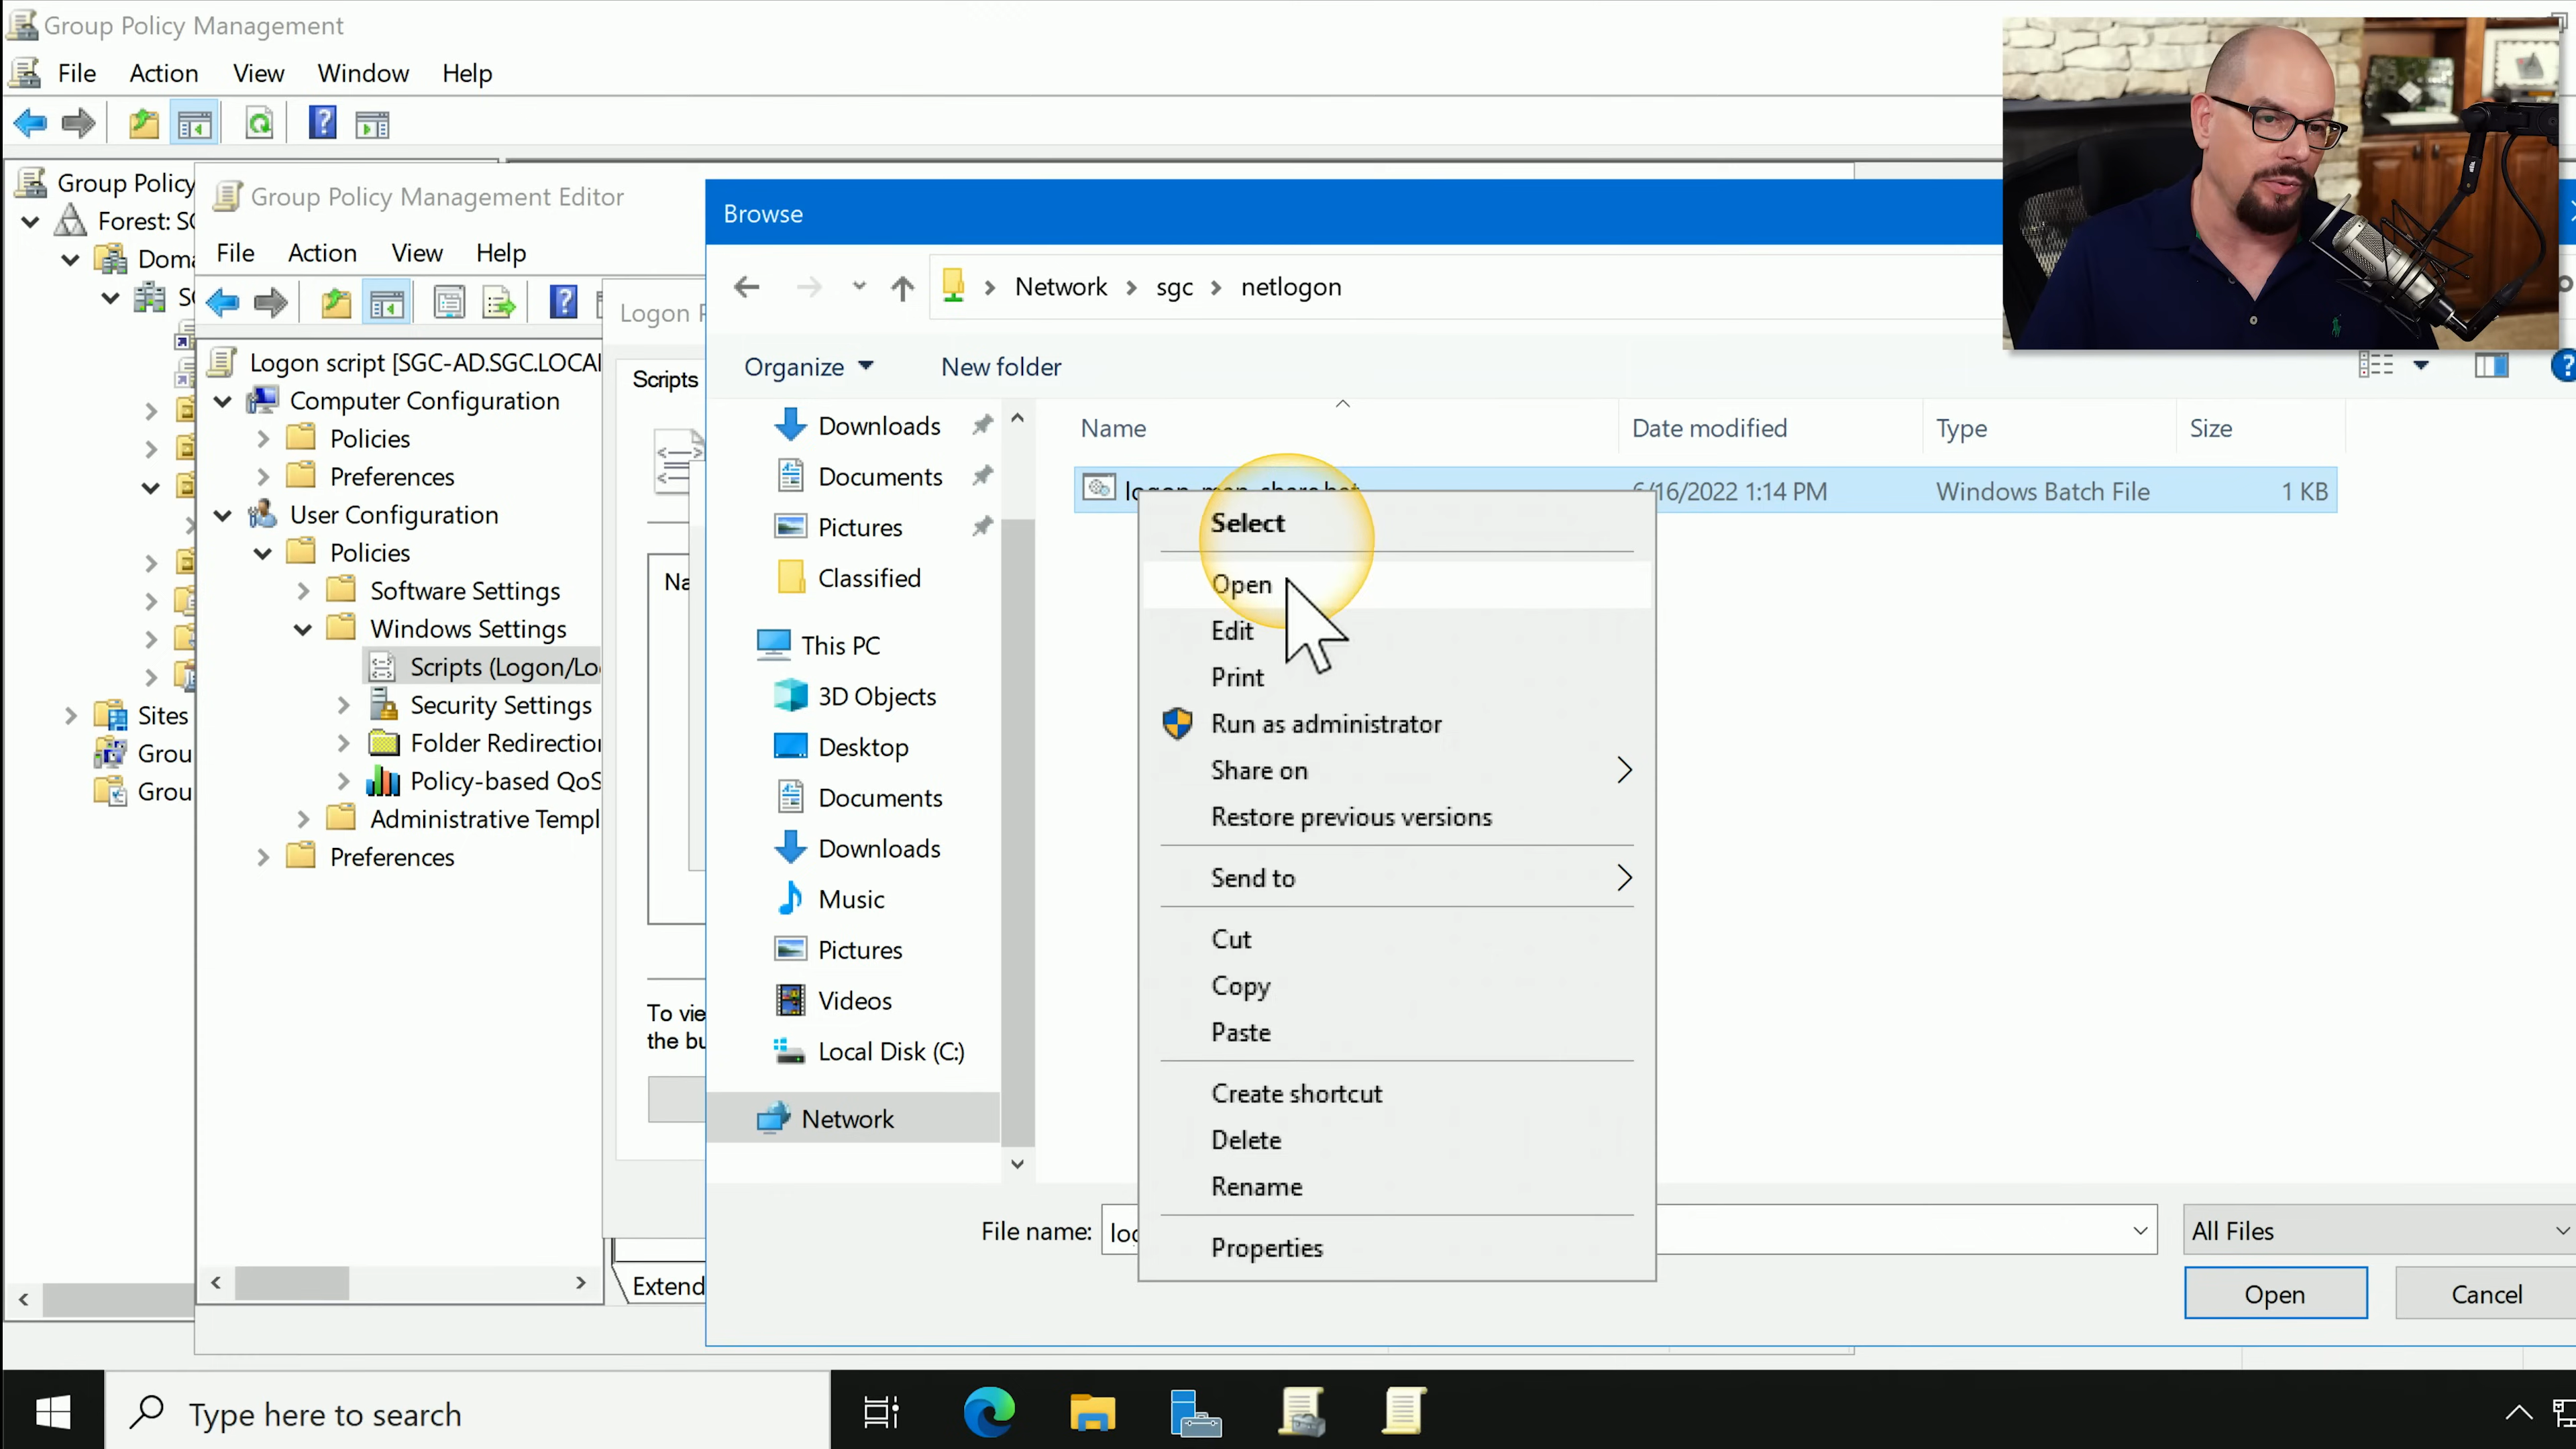 Group Policy Management
File Action View Window Help
Group Policy
Forest:
Doma
Group Policy Management Editor
File Action View Help
Logon script [SGC-AD.SGC.LOCAL
Computer Configuration
Policies
Preferences
User Configuration
Policies
Software Settings
Windows Settings
Scripts (Logon/Lo
Security Settings
Folder Redirection
Policy-based QoS
Administrative Templ
Preferences
Sites
Grou
Grou
Logon
Scripts
Na
To vie
the bu
Extend
Browse
Network sgc netlogon
Organize New folder
Downloads
Documents
Pictures
Classified
This PC
3D Objects
Desktop
Documents
Downloads
Music
Pictures
Videos
Local Disk (C:)
Network
Name Date modified Type Size
6/16/2022 1:14 PM Windows Batch File 1 KB
Select
Open
Edit
Print
Run as administrator
Share on
Restore previous versions
Send to
Cut
Copy
Paste
Create shortcut
Delete
Rename
Properties
File name: log
All Files
Open Cancel
Type here to search